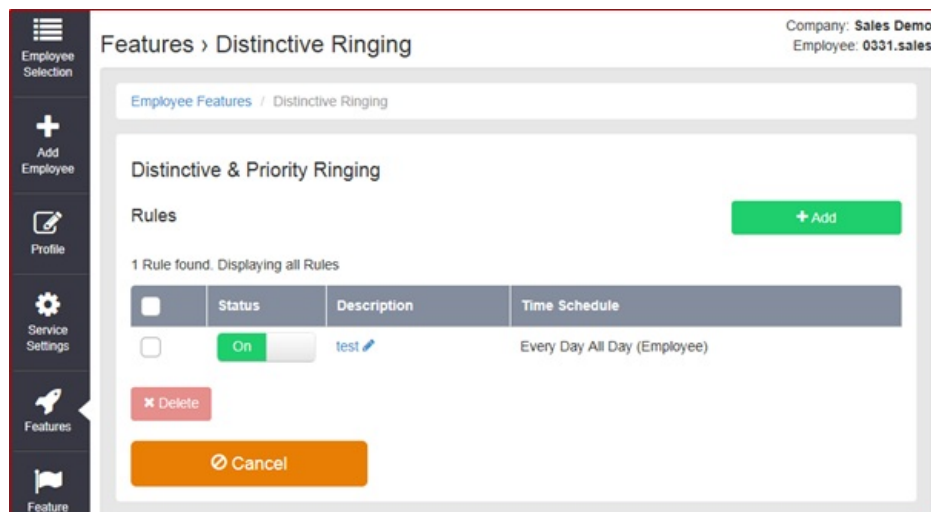 Employee
Selection
Add
Employee
Profile
Service
Settings
Features
Feature
Features › Distinctive Ringing
Company: Sales Demo
Employee: 0331.sales
Employee Features / Distinctive Ringing
Distinctive & Priority Ringing
Rules
+ Add
1 Rule found. Displaying all Rules
Status Description Time Schedule
On test Every Day All Day (Employee)
Delete
Cancel